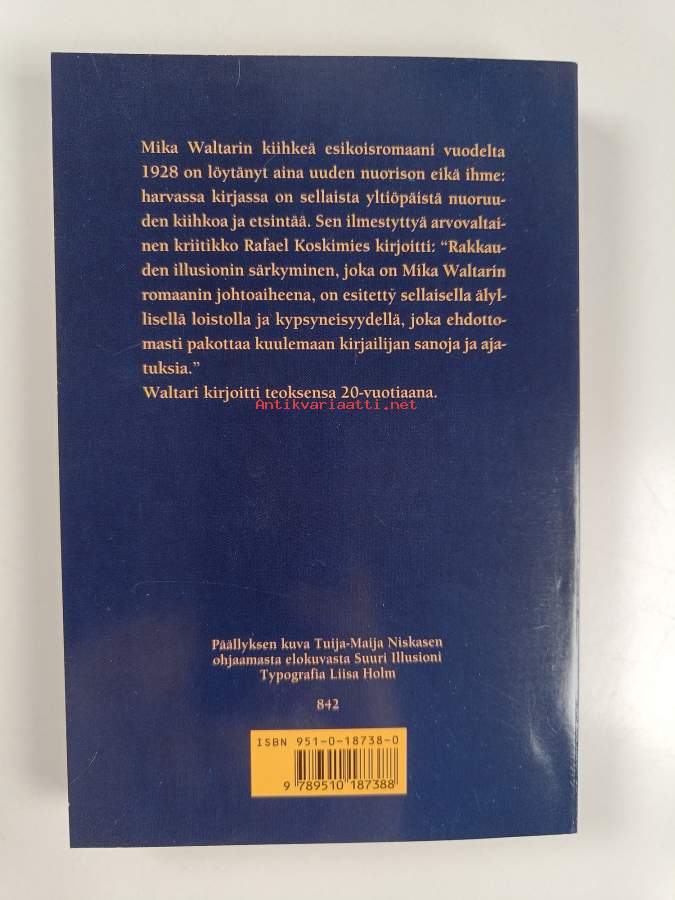 Mika Waltarin kiihkeä esikoisromaani vuodelta
1928 on löytänyt aina uuden nuorison eikä ihme:
harvassa kirjassa on sellaista yltiöpäistä nuoruu-
den kiihkoa ja etsintää. Sen ilmestyttyä arvovaltai-
nen kriitikko Rafael Koskimies kirjoitti: “Rakkau-
den illusionin särkyminen, joka on Mika Waltarin
romaanin johtoaiheena, on esitetty sellaisella älyl-
lisellä loistolla ja kypsyneisyydellä, joka ehdotto-
masti pakottaa kuulemaan kirjailijan sanoja ja aja-
tuksia.”
Waltari kirjoitti teoksensa 20-vuotiaana.
Antikvariaatti.net
Päällyksen kuva Tuija-Maija Niskasen
ohjaamasta elokuvasta Suuri Illusioni
Typografia Liisa Holm
842
ISBN 951-0-18738-0
9 789510 187388